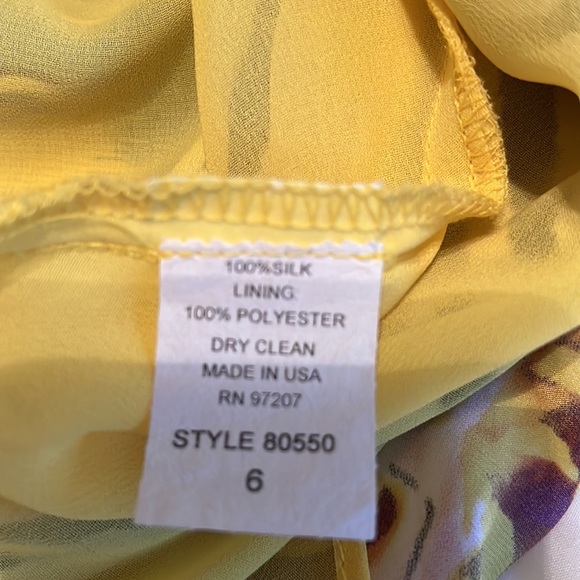 100%SILK
LINING
100% POLYESTER
DRY CLEAN
MADE IN USA
RN 97207
STYLE 80550
6